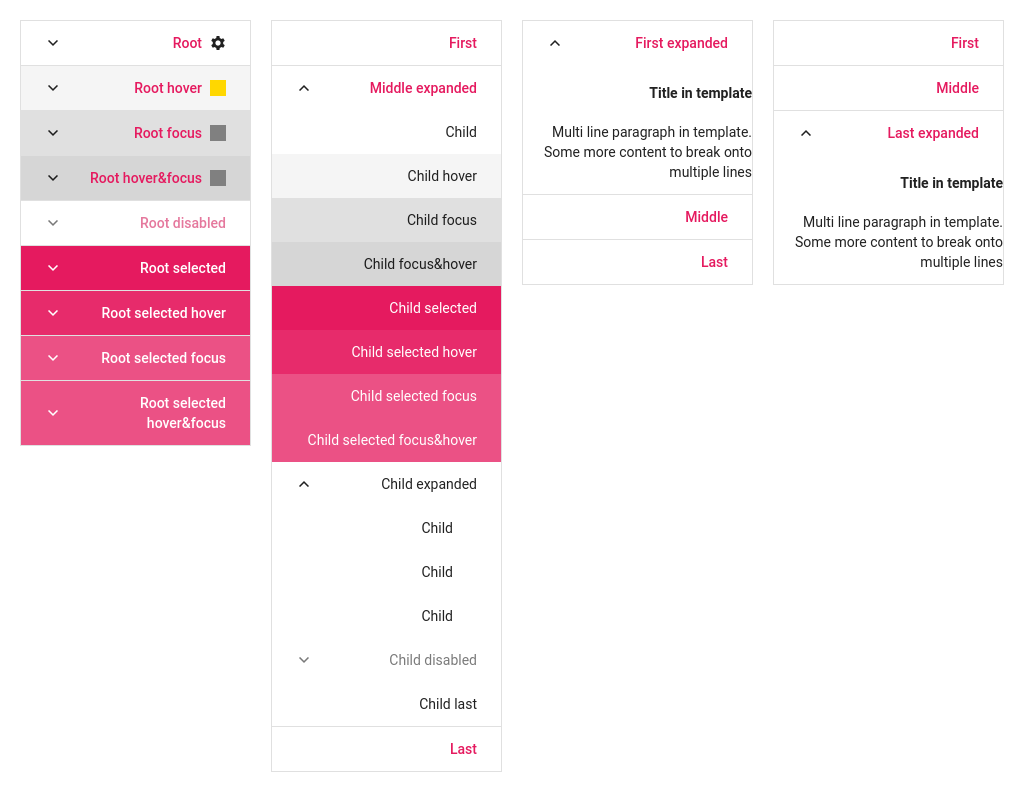 Root
Root hover
Root focus
Root hover&focus
Root disabled
Root selected
Root selected hover
Root selected focus
Root selected
hover&focus
First
Middle expanded
Child
Child hover
Child focus
Child focus&hover
Child selected
Child selected hover
Child selected focus
Child selected focus&hover
Child expanded
Child
Child
Child
Child disabled
Child last
Last
First expanded
Title in template
Multi line paragraph in template.
Some more content to break onto
multiple lines
Middle
Last
First
Middle
Last expanded
Title in template
Multi line paragraph in template.
Some more content to break onto
multiple lines